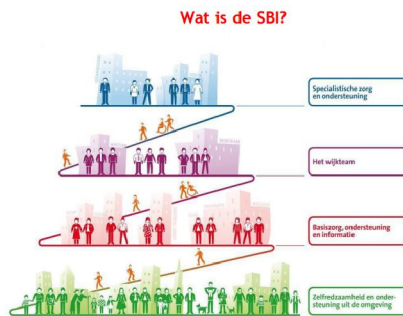 Wat is de SBI?
Specialistische zorg
en ondersteuning
Het wijkteam
Basiszorg, ondersteuning
en informatie
Zelfredzaamheid en onder-
steuning uit de omgeving